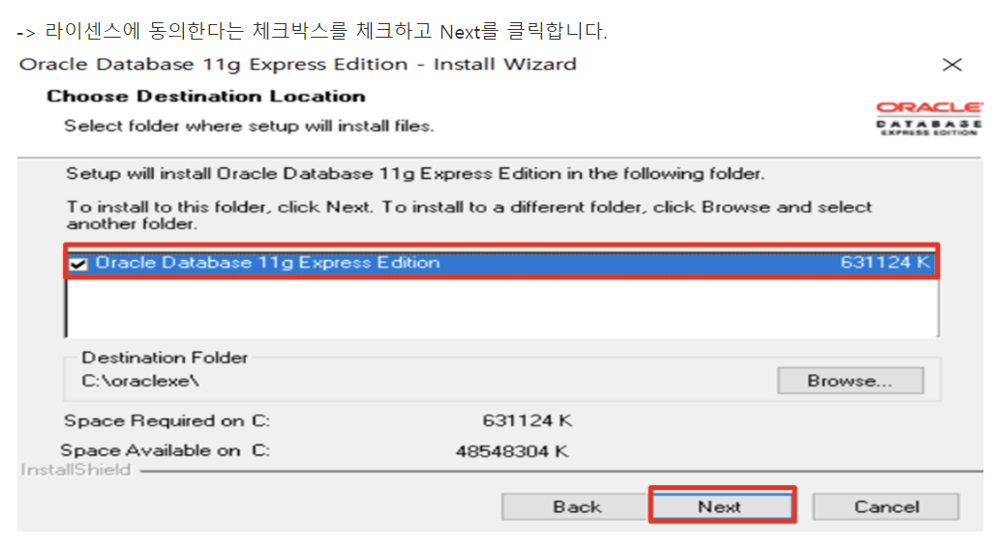 -> 라이센스에 동의한다는 체크박스를 체크하고 Next를 클릭합니다.
Oracle Database 11g Express Edition - Install Wizard
Choose Destination Location
Select folder where setup will install files.
ORACLE
DATABASE
EXPRESS EDITION
Setup will install Oracle Database 11g Express Edition in the following folder.
To install to this folder, click Next. To install to a different folder, click Browse and select
another folder.
Oracle Database 11g Express Edition 631124 K
Destination Folder
C:\oraclexe\
Browse...
Space Required on C: 631124 K
Space Available on C: 48548304 K
InstallShield
Back Next Cancel